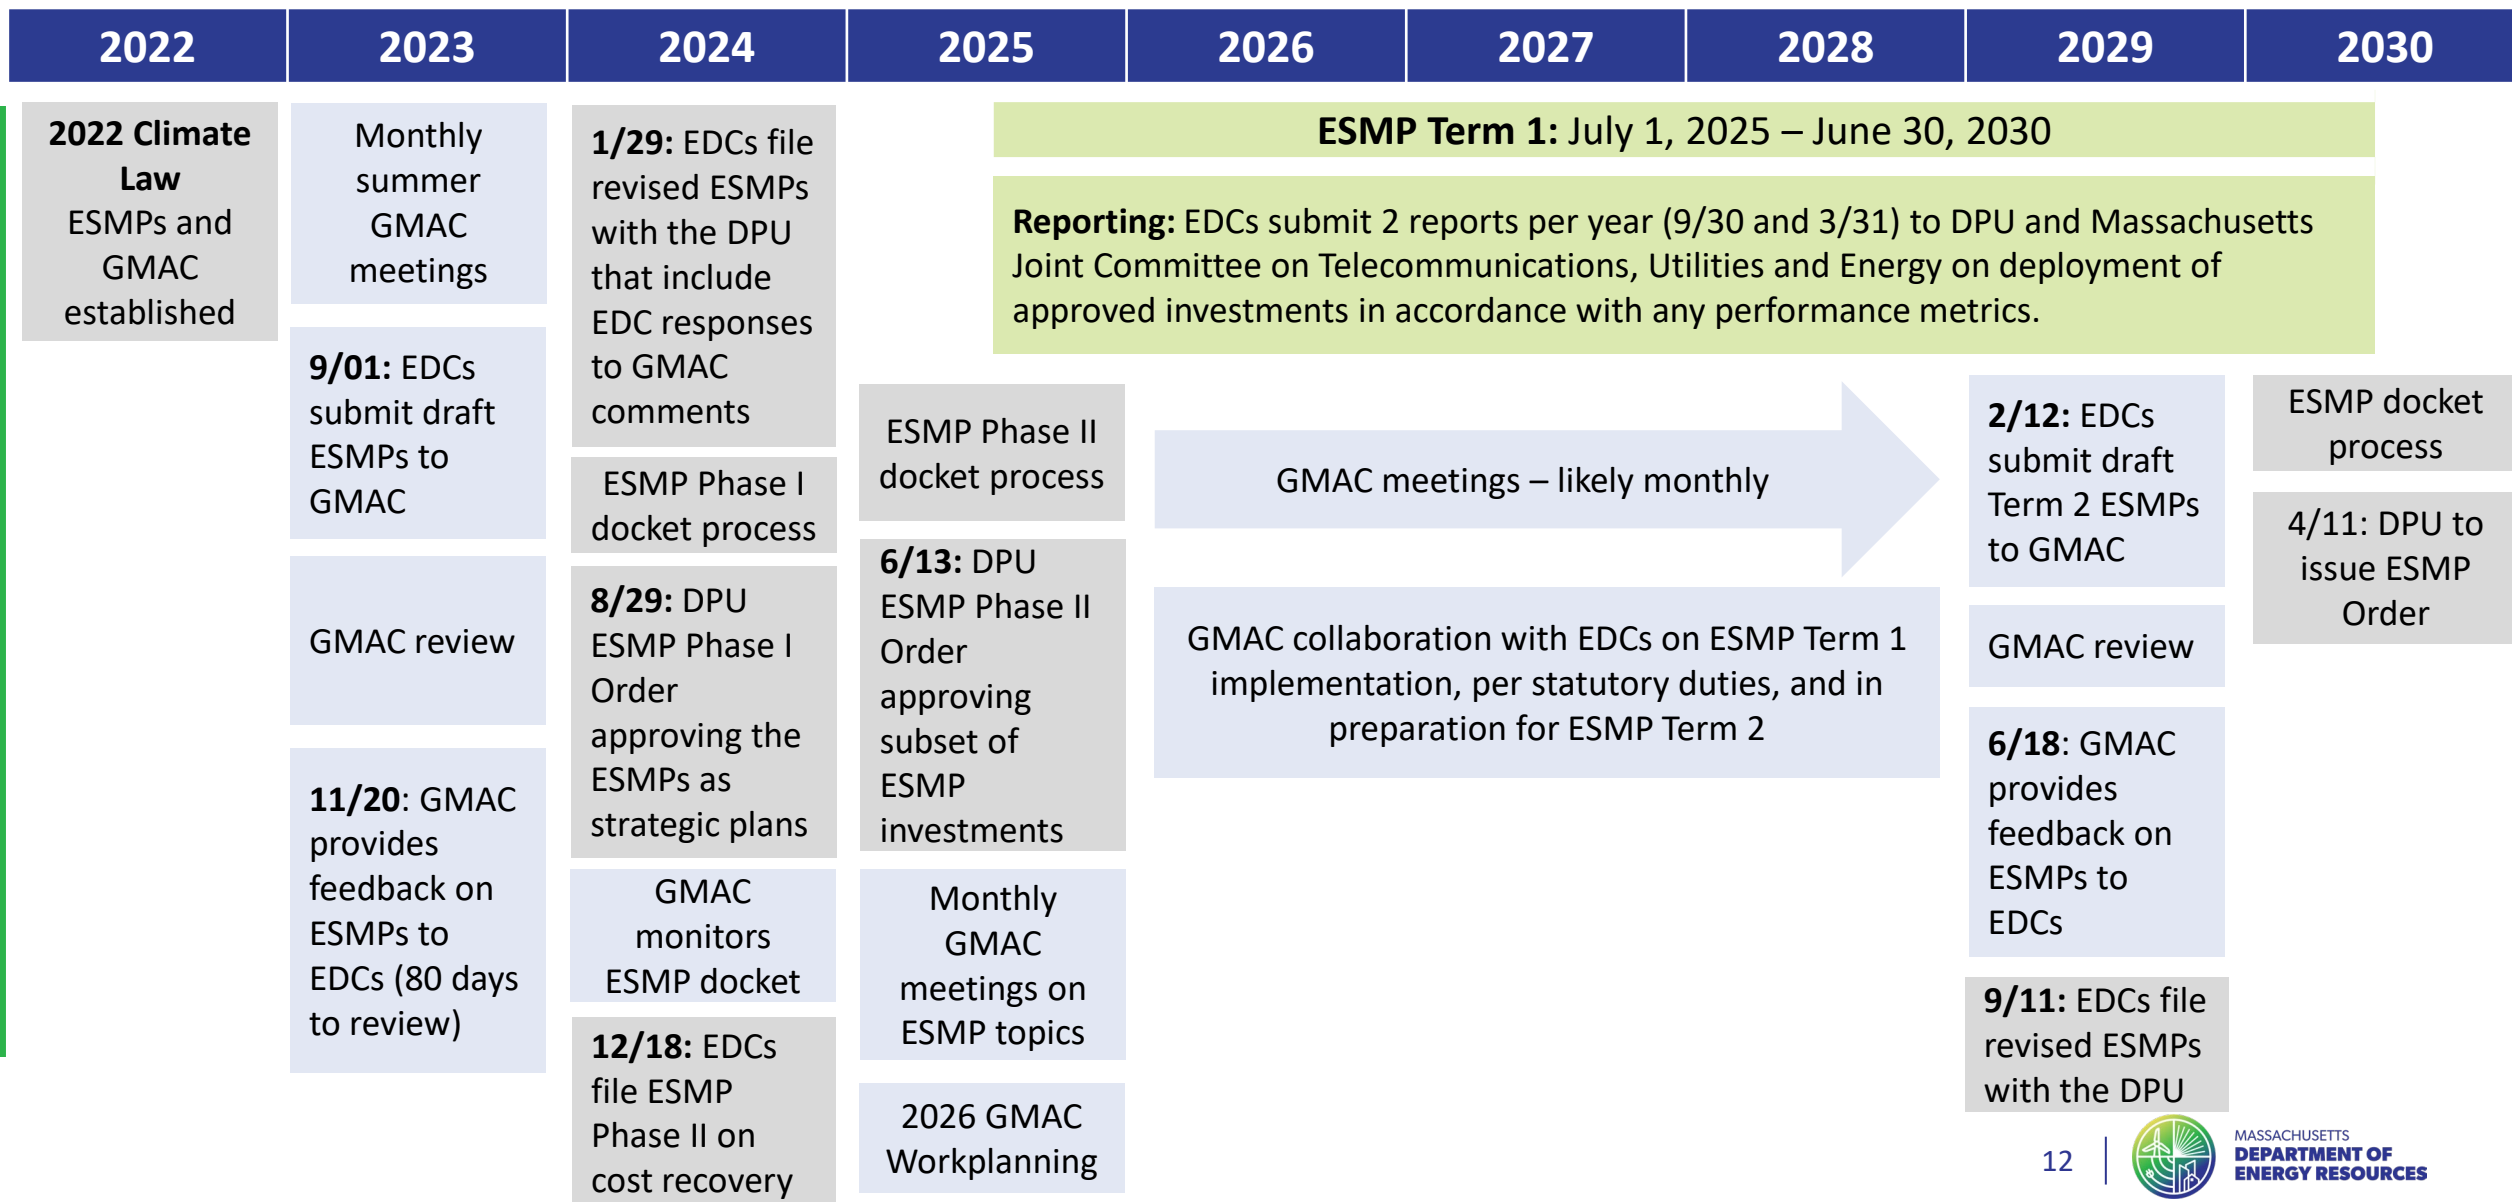 2022
2023
2024
2025
2026
2027
2028
2029
2030
2022 Climate
Law
ESMPs and
GMAC
established
Monthly
summer
GMAC
meetings
9/01: EDCs
submit draft
ESMPs to
GMAC
GMAC review
11/20: GMAC
provides
feedback on
ESMPs to
EDCs (80 days
to review)
1/29: EDCs file
revised ESMPs
with the DPU
that include
EDC responses
to GMAC
comments
ESMP Phase I
docket process
8/29: DPU
ESMP Phase I
Order
approving the
ESMPs as
strategic plans
GMAC
monitors
ESMP docket
12/18: EDCs
file ESMP
Phase II on
cost recovery
ESMP Term 1: July 1, 2025 – June 30, 2030
Reporting: EDCs submit 2 reports per year (9/30 and 3/31) to DPU and Massachusetts
Joint Committee on Telecommunications, Utilities and Energy on deployment of
approved investments in accordance with any performance metrics.
ESMP Phase II
docket process
6/13: DPU
ESMP Phase II
Order
approving
subset of
ESMP
investments
Monthly
GMAC
meetings on
ESMP topics
2026 GMAC
Workplanning
GMAC meetings – likely monthly
GMAC collaboration with EDCs on ESMP Term 1
implementation, per statutory duties, and in
preparation for ESMP Term 2
2/12: EDCs
submit draft
Term 2 ESMPs
to GMAC
GMAC review
6/18: GMAC
provides
feedback on
ESMPs to
EDCs
9/11: EDCs file
revised ESMPs
with the DPU
ESMP docket
process
4/11: DPU to
issue ESMP
Order
12
MASSACHUSETTS
DEPARTMENT OF
ENERGY RESOURCES